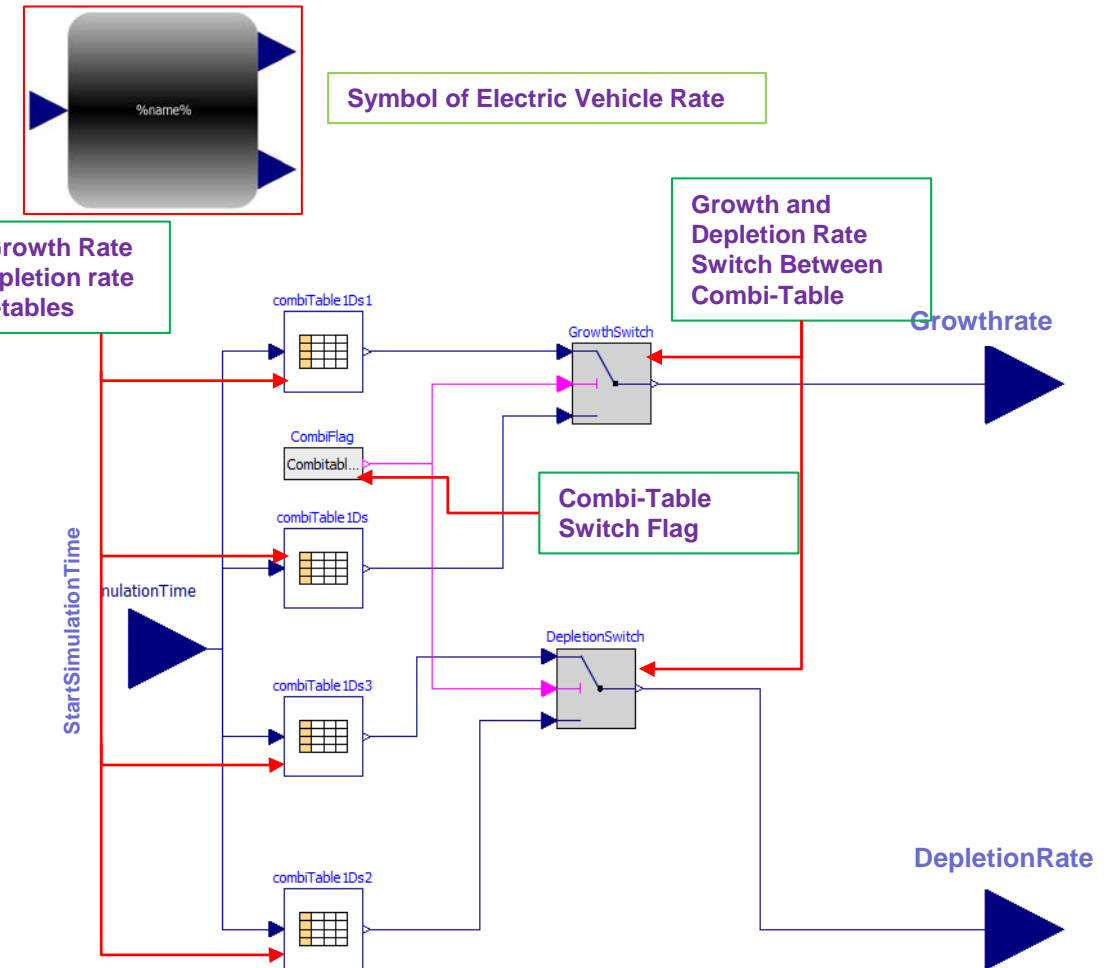 %name%
Symbol of Electric Vehicle Rate
Growth and
Depletion Rate
Switch Between
Combi-Table
rowth Rate
pletion rate
-tables
combiTable1Ds1
GrowthSwitch
Growthrate
CombiFlag
Combitabl...
Combi-Table
Switch Flag
combiTable1Ds
StartSimulationTime
mulationTime
DepletionSwitch
combiTable1Ds3
DepletionRate
combiTable1Ds2